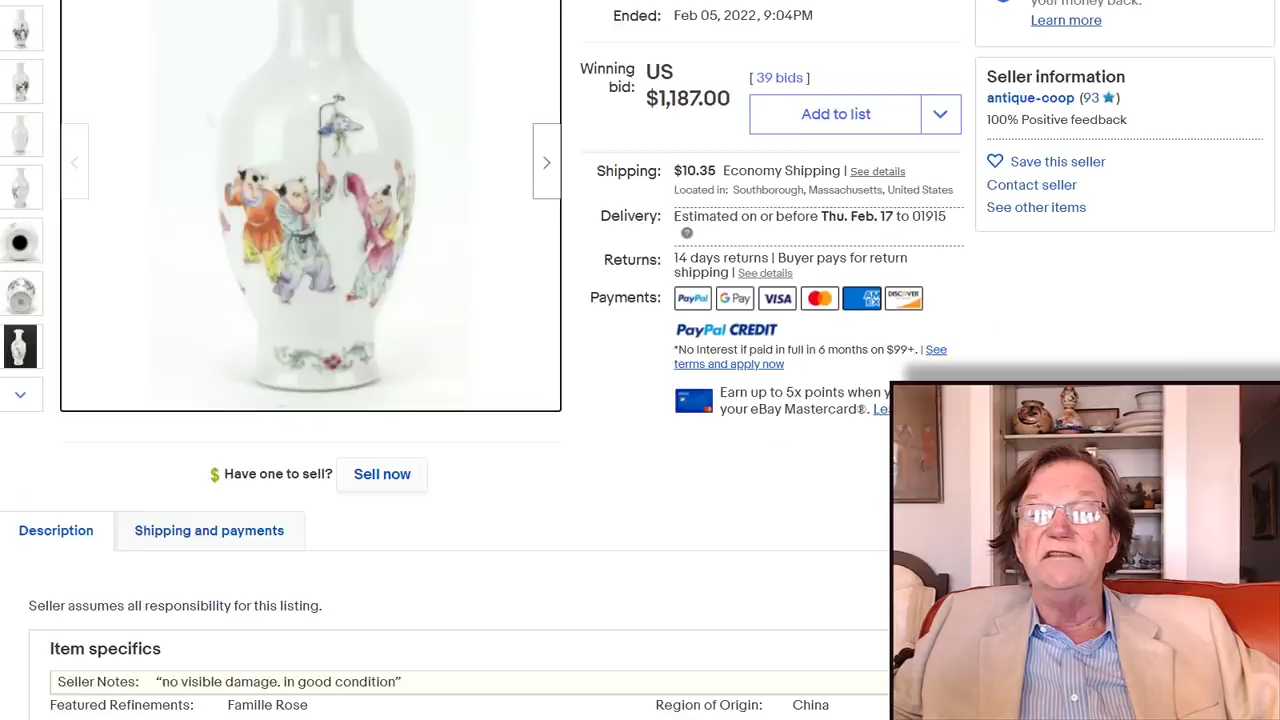 your money back.
Learn more
Ended: Feb 05, 2022, 9:04PM
Winning bid:
US $1,187.00
[ 39 bids ]
Add to list
Shipping: $10.35 Economy Shipping | See details
Located in: Southborough, Massachusetts, United States
Delivery: Estimated on or before Thu. Feb. 17 to 01915
?
Returns: 14 days returns | Buyer pays for return
shipping | See details
Payments: PayPal G Pay VISA MasterCard AM EX DISCOVER
PayPal CREDIT
*No Interest if paid in full in 6 months on $99+. | See
terms and apply now
Earn up to 5x points when
your eBay Mastercard®.
Seller information
antique-coop (93 ★)
100% Positive feedback
Save this seller
Contact seller
See other items
Have one to sell? Sell now
Description
Shipping and payments
Seller assumes all responsibility for this listing.
Item specifics
Seller Notes: “no visible damage. in good condition”
Featured Refinements: Famille Rose
Region of Origin: China